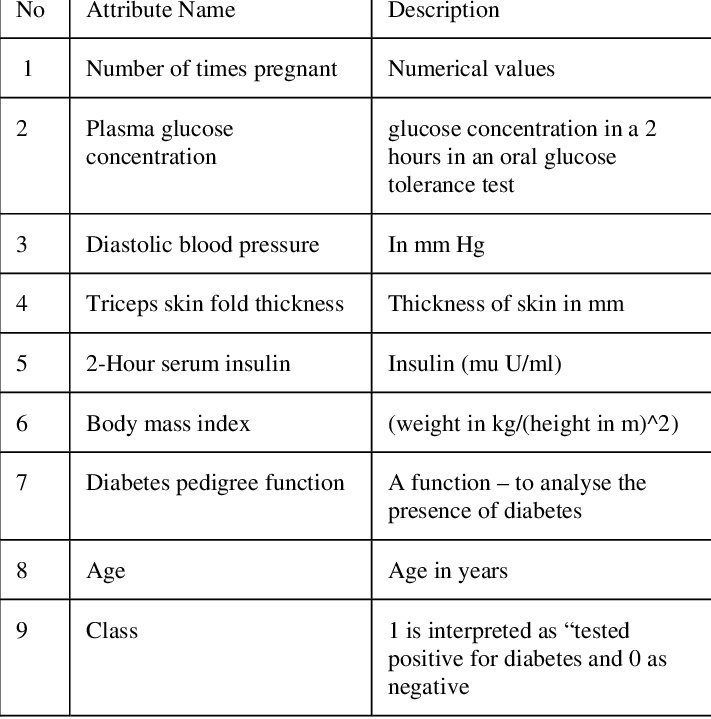 No Attribute Name Description
1 Number of times pregnant Numerical values
2 Plasma glucose glucose concentration in a 2
concentration hours in an oral glucose
tolerance test
3 Diastolic blood pressure In mm Hg
4 Triceps skin fold thickness Thickness of skin in mm
5 2-Hour serum insulin Insulin (mu U/ml)
6 Body mass index (weight in kg/(height in m)^2)
7 Diabetes pedigree function A function – to analyse the
presence of diabetes
8 Age Age in years
9 Class 1 is interpreted as “tested
positive for diabetes and 0 as
negative